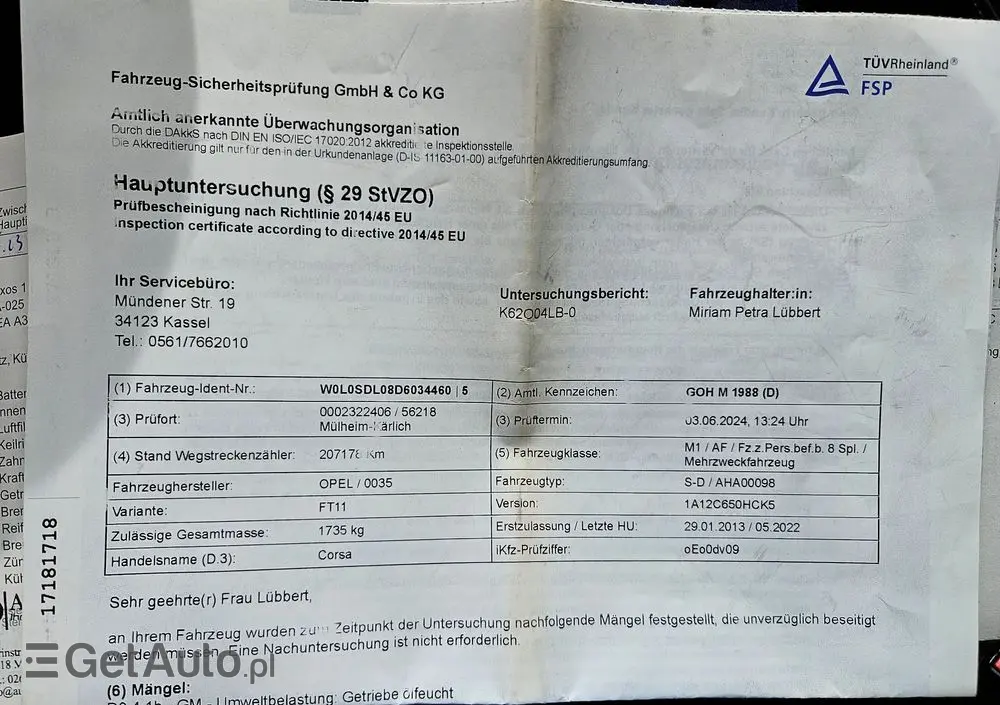 TÜVRheinland®
FSP
Fahrzeug-Sicherheitsprüfung GmbH & Co KG
Amtlich anerkannte Überwachungsorganisation
Durch die DAkkS nach DIN EN ISO/IEC 17020:2012 akkreditierte Inspektionsstelle.
Die Akkreditierung gilt nur für den in der Urkundenanlage (D-IS 11163-01-00) aufgeführten Akkreditierungsumfang.
Hauptuntersuchung (§ 29 StVZO)
Prüfbescheinigung nach Richtlinie 2014/45 EU
Inspection certificate according to directive 2014/45 EU
Ihr Servicebüro:
Mündener Str. 19
34123 Kassel
Tel.: 0561/7662010
Untersuchungsbericht:
K62Q04LB-0
Fahrzeughalter:in:
Miriam Petra Lübbert
(1) Fahrzeug-Ident-Nr.: W0L0SDL08D6034460 | 5
(2) Amtl. Kennzeichen: GOH M 1988 (D)
(3) Prüfort: 0002322406 / 56218
Mülheim-Kärlich
(3) Prüftermin: 03.06.2024, 13:24 Uhr
(4) Stand Wegstreckenzähler: 207178 Km
(5) Fahrzeugklasse: M1 / AF / Fz.z.Pers.bef.b. 8 Spl. /
Mehrzweckfahrzeug
Fahrzeughersteller: OPEL / 0035
Fahrzeugtyp: S-D / AHA00098
Variante: FT11
Version: 1A12C650HCK5
Zulässige Gesamtmasse: 1735 kg
Erstzulassung / Letzte HU: 29.01.2013 / 05.2022
Handelsname (D.3): Corsa
iKfz-Prüfziffer: oEo0dv09
Sehr geehrte(r) Frau Lübbert,
an Ihrem Fahrzeug wurden zum Zeitpunkt der Untersuchung nachfolgende Mängel festgestellt, die unverzüglich beseitigt
werden müssen. Eine Nachuntersuchung ist nicht erforderlich.
(6) Mängel:
GM - Umweltbelastung: Getriebe ölfeucht
17181718
GetAuto.pl